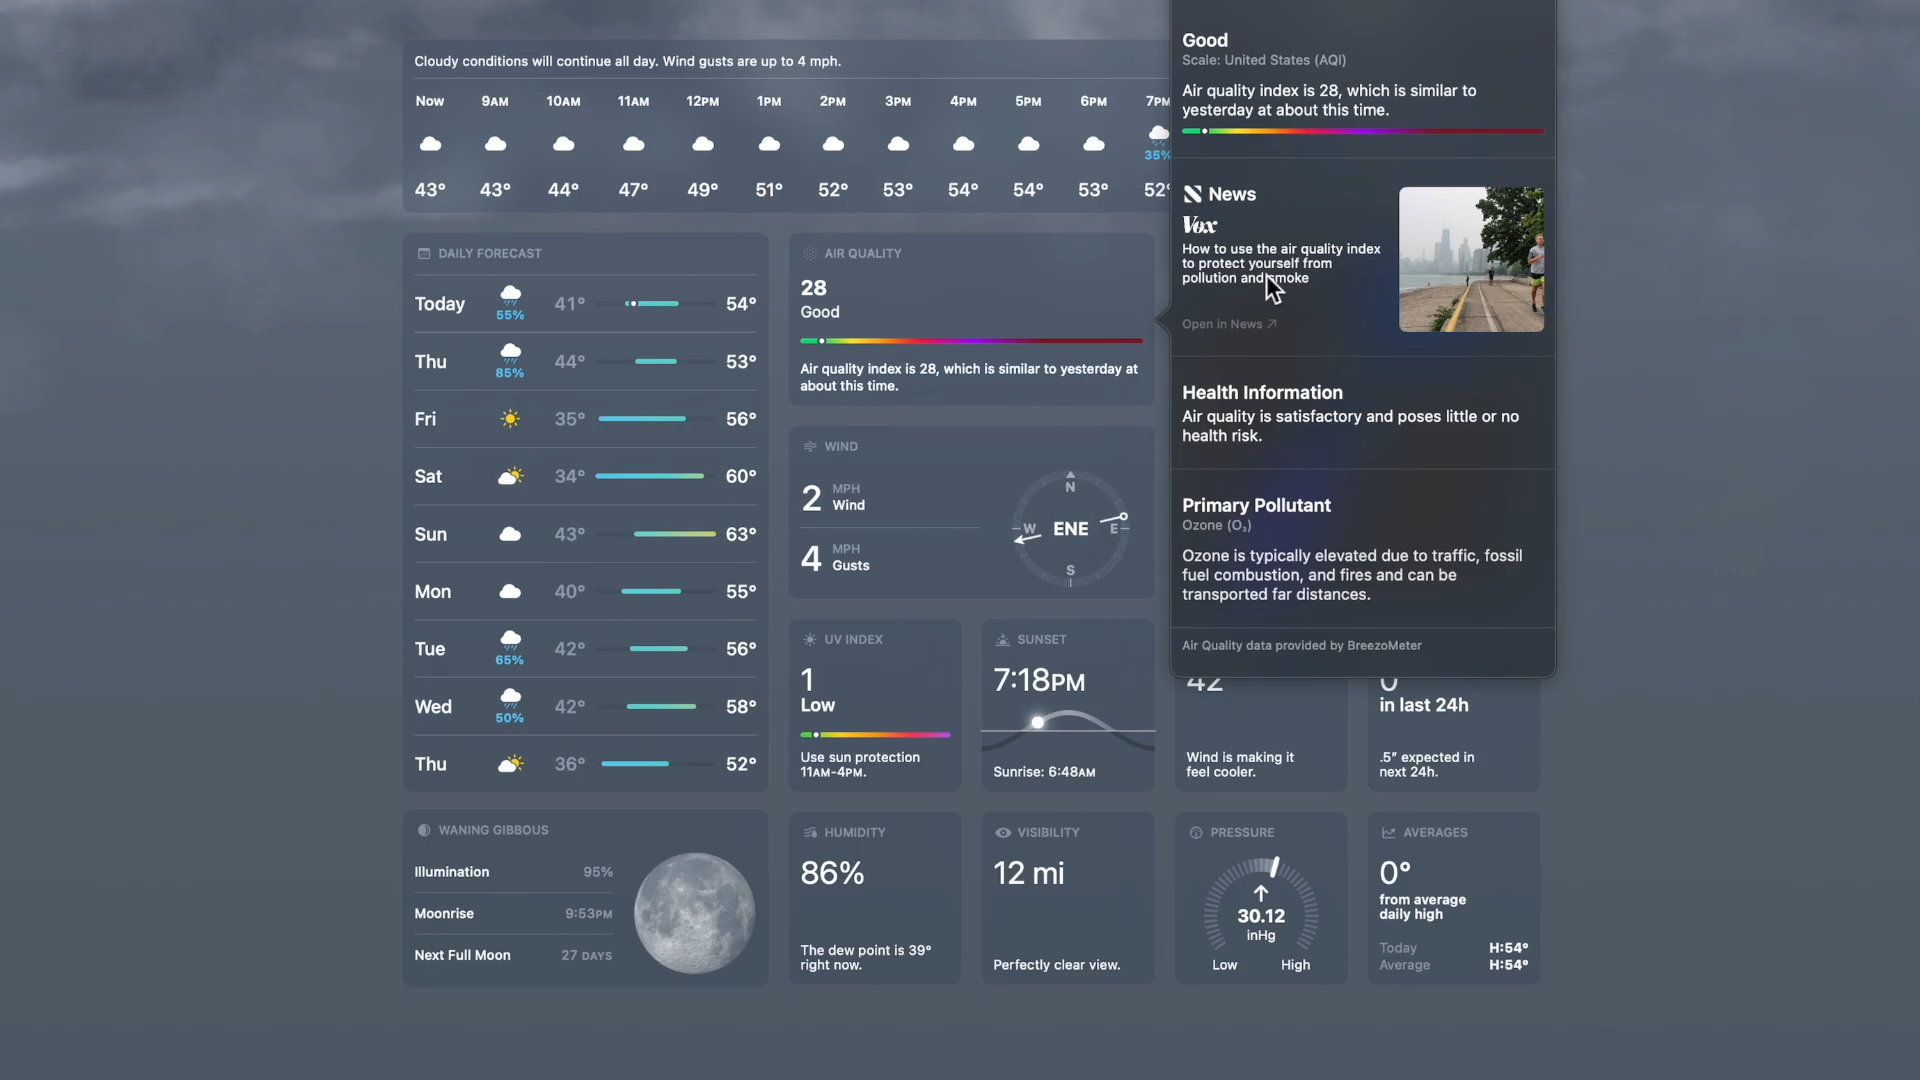 Cloudy conditions will continue all day. Wind gusts are up to 4 mph.
Now 9AM 10AM 11AM 12PM 1PM 2PM 3PM 4PM 5PM 6PM 7PM
35%
43° 43° 44° 47° 49° 51° 52° 53° 54° 54° 53° 52°
DAILY FORECAST
Today 55% 41° 54°
Thu 85% 44° 53°
Fri 35° 56°
Sat 34° 60°
Sun 43° 63°
Mon 40° 55°
Tue 65% 42° 56°
Wed 50% 42° 58°
Thu 36° 52°
AIR QUALITY
28
Good
Air quality index is 28, which is similar to yesterday at
about this time.
WIND
2 MPH
Wind
4 MPH
Gusts
N
W ENE E
S
Good
Scale: United States (AQI)
Air quality index is 28, which is similar to
yesterday at about this time.
News
Vox
How to use the air quality index
to protect yourself from
pollution and smoke
Open in News ↗
Health Information
Air quality is satisfactory and poses little or no
health risk.
Primary Pollutant
Ozone (O₃)
Ozone is typically elevated due to traffic, fossil
fuel combustion, and fires and can be
transported far distances.
Air Quality data provided by BreezoMeter
UV INDEX
1
Low
Use sun protection
11AM–4PM.
SUNSET
7:18PM
Sunrise: 6:48AM
42
Wind is making it
feel cooler.
0
in last 24h
.5" expected in
next 24h.
WANING GIBBOUS
Illumination 95%
Moonrise 9:53PM
Next Full Moon 27 DAYS
HUMIDITY
86%
The dew point is 39°
right now.
VISIBILITY
12 mi
Perfectly clear view.
PRESSURE
30.12
inHg
Low High
AVERAGES
0°
from average
daily high
Today H:54°
Average H:54°